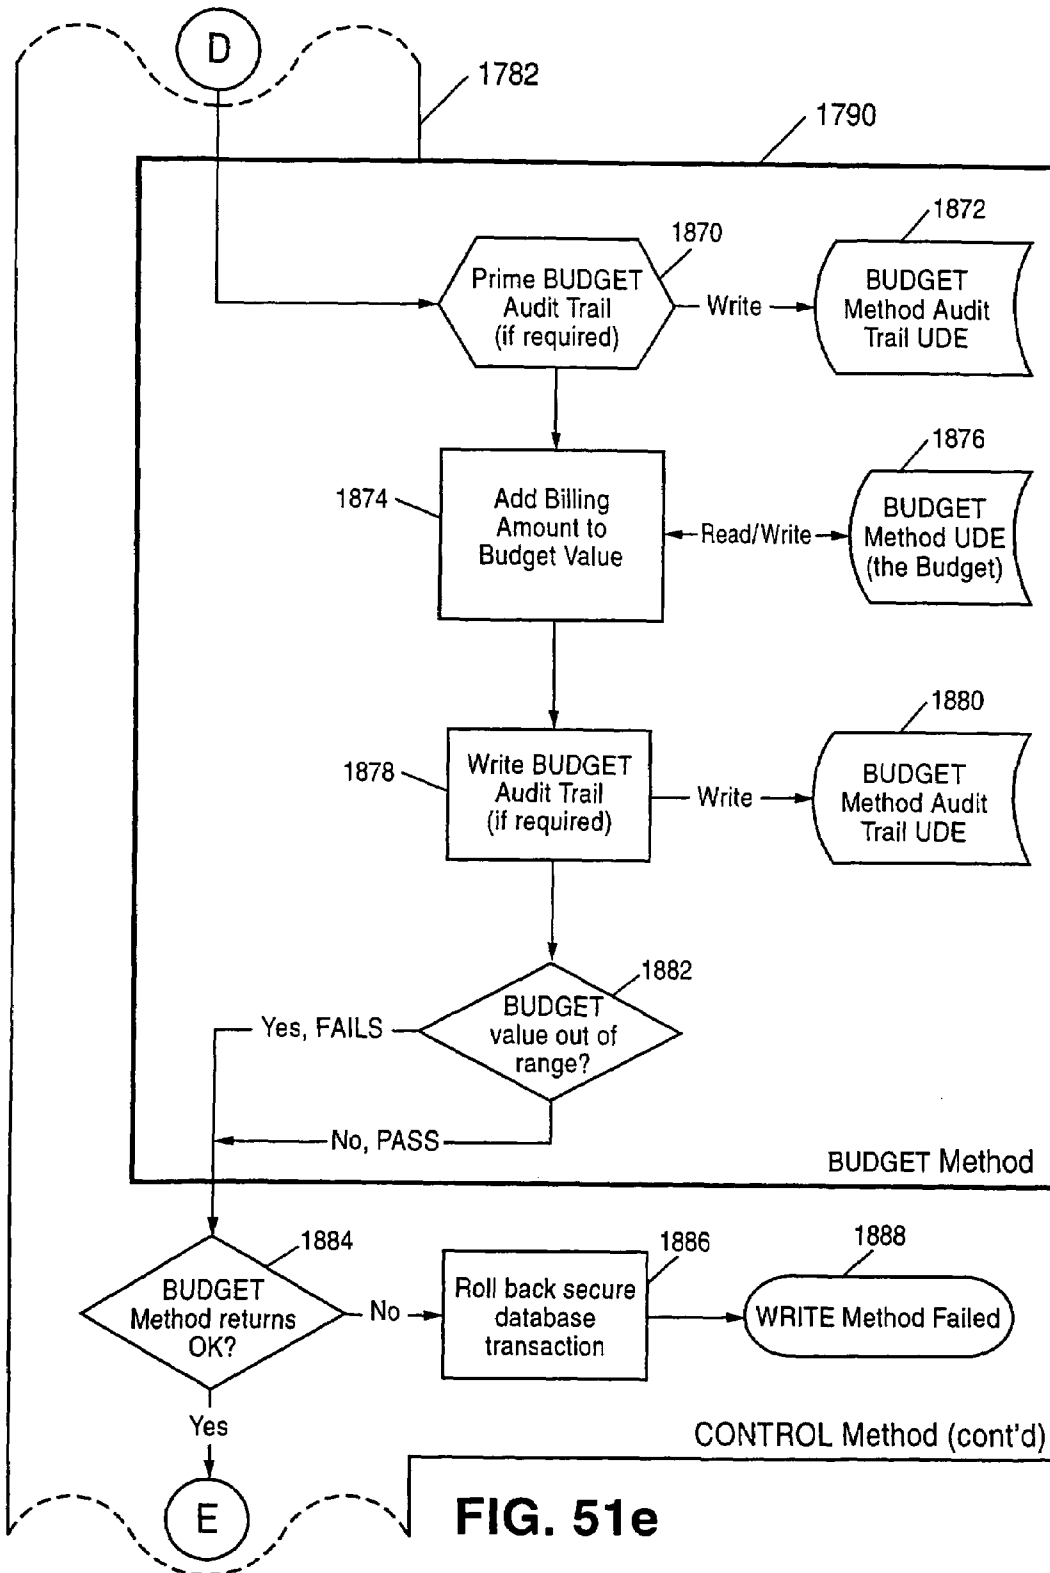 D
1782
1790
1872
1870
Prime BUDGET
Audit Trail
(if required)
Write
BUDGET
Method Audit
Trail UDE
1876
1874
Add Billing
Amount to
Budget Value
Read/Write
BUDGET
Method UDE
(the Budget)
1880
1878
Write BUDGET
Audit Trail
(if required)
Write
BUDGET
Method Audit
Trail UDE
1882
BUDGET
value out of
range?
Yes, FAILS
No, PASS
BUDGET Method
1884
BUDGET
Method returns
OK?
No
1886
Roll back secure
database
transaction
1888
WRITE Method Failed
Yes
CONTROL Method (cont'd)
E
FIG. 51e